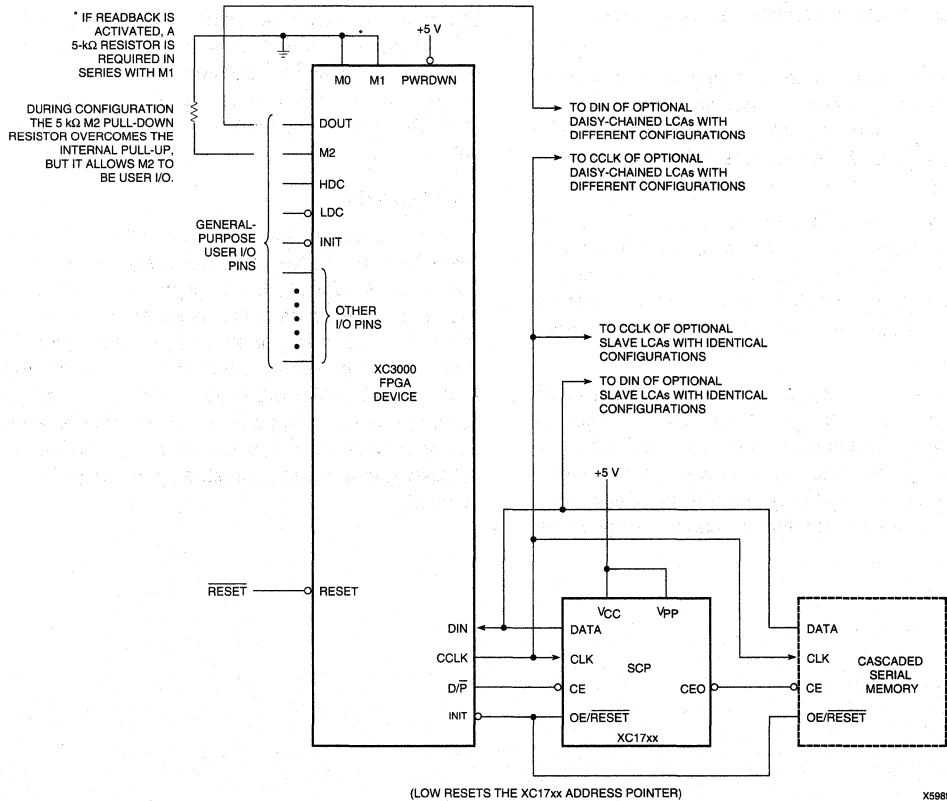 * IF READBACK IS
ACTIVATED, A
5-kΩ RESISTOR IS
REQUIRED IN
SERIES WITH M1
*
+5 V
M0
M1
PWRDWN
DURING CONFIGURATION
THE 5 kΩ M2 PULL-DOWN
RESISTOR OVERCOMES THE
INTERNAL PULL-UP,
BUT IT ALLOWS M2 TO
BE USER I/O.
DOUT
M2
HDC
LDC
INIT
GENERAL-
PURPOSE
USER I/O
PINS
OTHER
I/O PINS
XC3000
FPGA
DEVICE
TO DIN OF OPTIONAL
DAISY-CHAINED LCAs WITH
DIFFERENT CONFIGURATIONS
TO CCLK OF OPTIONAL
DAISY-CHAINED LCAs WITH
DIFFERENT CONFIGURATIONS
TO CCLK OF OPTIONAL
SLAVE LCAs WITH IDENTICAL
CONFIGURATIONS
TO DIN OF OPTIONAL
SLAVE LCAs WITH IDENTICAL
CONFIGURATIONS
+5 V
RESET
RESET
DIN
CCLK
D/P
INIT
VCC
VPP
DATA
CLK
SCP
CE
CEO
OE/RESET
XC17xx
DATA
CLK
CASCADED
SERIAL
MEMORY
CE
OE/RESET
(LOW RESETS THE XC17xx ADDRESS POINTER)